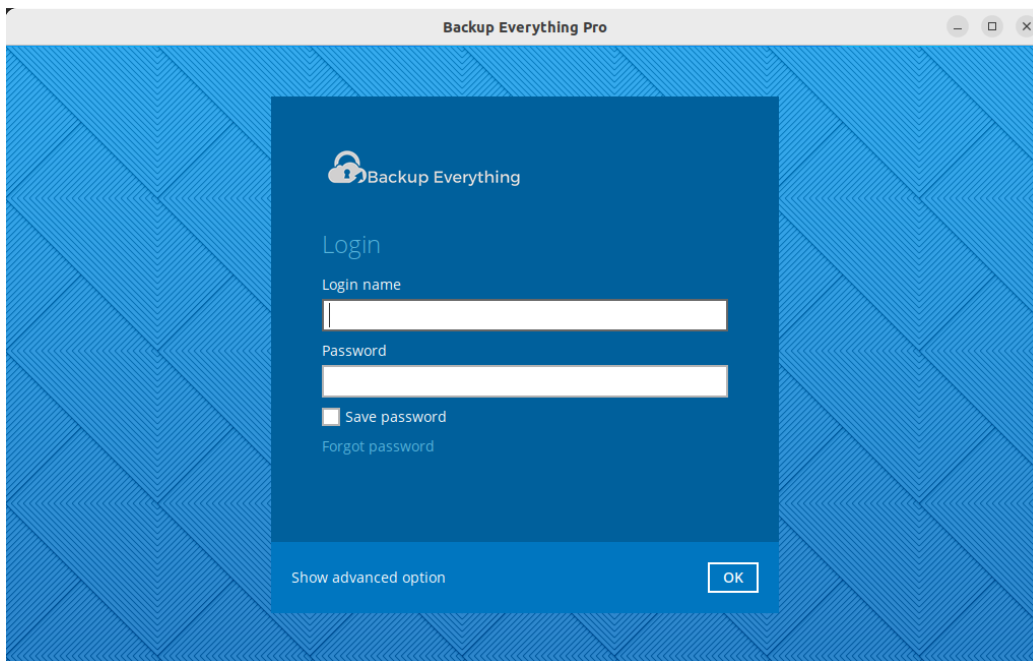 Backup Everything Pro
Backup Everything
Login
Login name
Password
Save password
Forgot password
Show advanced option
OK